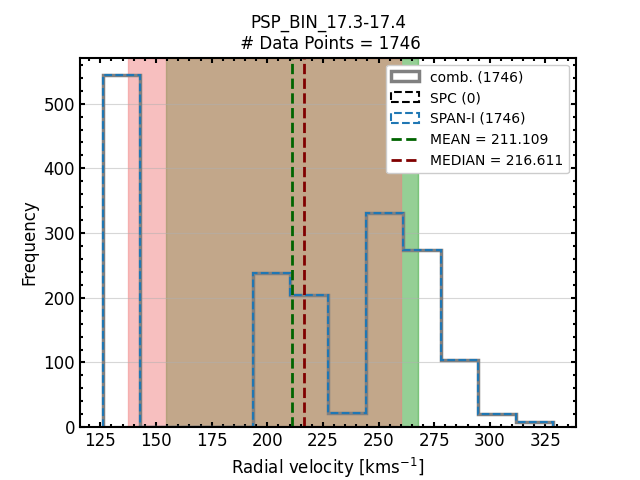 PSP_BIN_17.3-17.4
# Data Points = 1746
comb. (1746)
SPC (0)
SPAN-I (1746)
MEAN = 211.109
MEDIAN = 216.611
Frequency
500
400
300
200
100
0
125 150 175 200 225 250 275 300 325
Radial velocity [kms⁻¹]